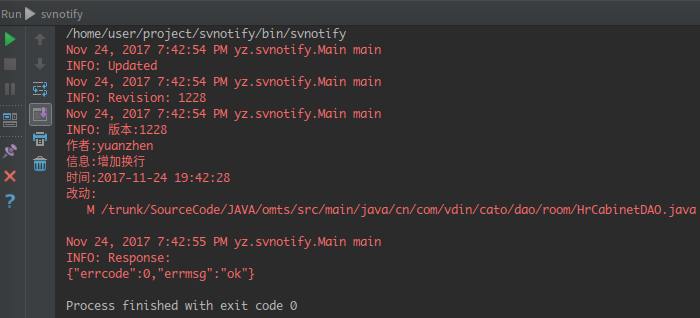 Run svnotify
/home/user/project/svnotify/bin/svnotify
Nov 24, 2017 7:42:54 PM yz.svnotify.Main main
INFO: Updated
Nov 24, 2017 7:42:54 PM yz.svnotify.Main main
INFO: Revision: 1228
Nov 24, 2017 7:42:54 PM yz.svnotify.Main main
INFO: 版本:1228
作者:yuanzhen
信息:增加换行
时间:2017-11-24 19:42:28
改动:
M /trunk/SourceCode/JAVA/omts/src/main/java/cn/com/vdin/cato/dao/room/HrCabinetDAO.java
Nov 24, 2017 7:42:55 PM yz.svnotify.Main main
INFO: Response:
{"errcode":0,"errmsg":"ok"}
Process finished with exit code 0